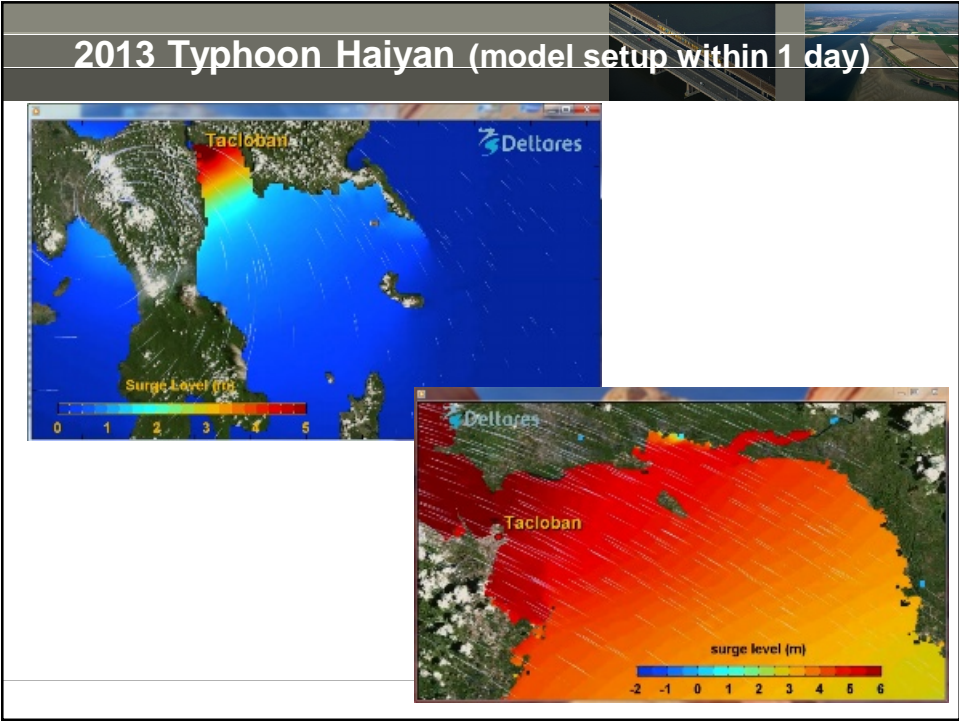 2013 Typhoon Haiyan (model setup within 1 day)
Tacloban
Deltares
Surge Level (m)
0 1 2 3 4 5
Deltares
Tacloban
surge level (m)
-2 -1 0 1 2 3 4 5 6